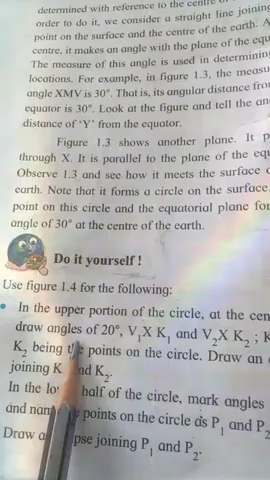 determined with reference to the centre of
order to do it, we consider a straight line joining
point on the surface and the centre of the earth. A
centre, it makes an angle with the plane of the equ
The measure of this angle is used in determinin
locations. For example, in figure 1.3, the measu
angle XMV is 30°. That is, its angular distance from
equator is 30°. Look at the figure and tell the an
distance of 'Y' from the equator.
Figure 1.3 shows another plane. It p
through X. It is parallel to the plane of the equ
Observe 1.3 and see how it meets the surface o
earth. Note that it forms a circle on the surface.
point on this circle and the equatorial plane for
angle of 30° at the centre of the earth.
Do it yourself !
Use figure 1.4 for the following:
• In the upper portion of the circle, at the cen
draw angles of 20°, V₁X K₁ and V₂X K₂ ; K
K₂ being the points on the circle. Draw an
joining K and K₂.
In the lo half of the circle, mark angles
and nam points on the circle as P₁ and P₂
Draw a pse joining P₁ and P₂.